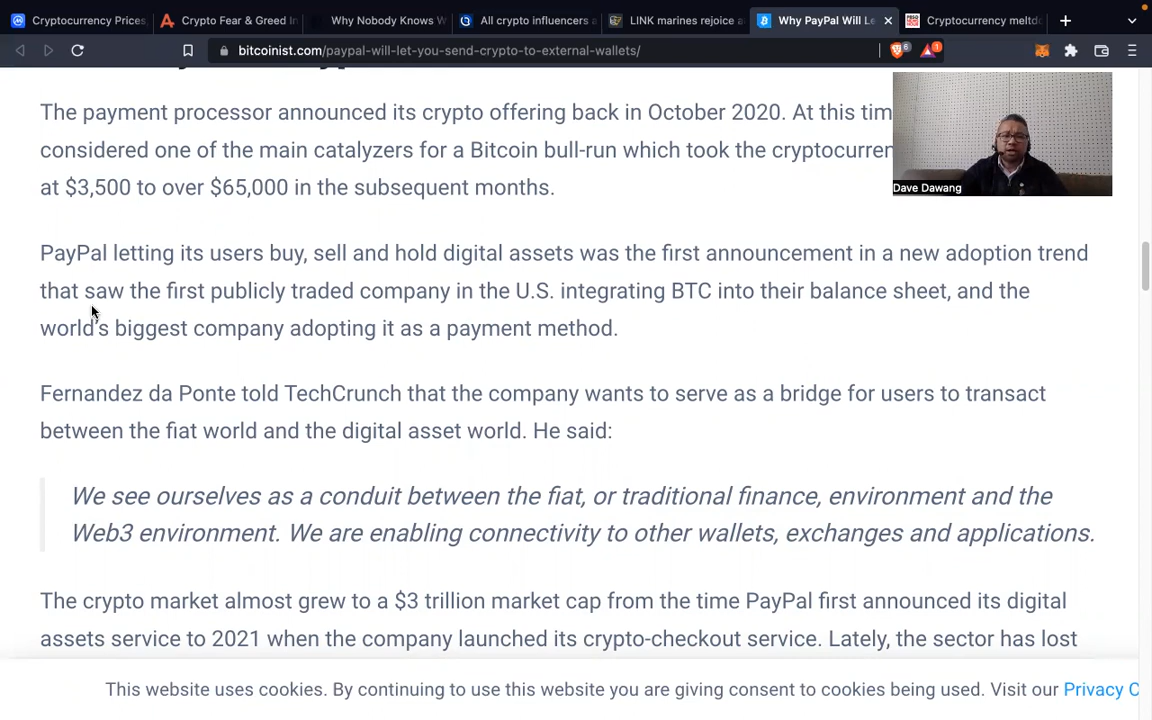 Cryptocurrency Prices,
Crypto Fear & Greed In
Why Nobody Knows W
All crypto influencers a
LINK marines rejoice a
Why PayPal Will Le
Cryptocurrency meltdo
bitcoinist.com/paypal-will-let-you-send-crypto-to-external-wallets/
6
1
The payment processor announced its crypto offering back in October 2020. At this tim
considered one of the main catalyzers for a Bitcoin bull-run which took the cryptocurren
at $3,500 to over $65,000 in the subsequent months.
Dave Dawang
PayPal letting its users buy, sell and hold digital assets was the first announcement in a new adoption trend
that saw the first publicly traded company in the U.S. integrating BTC into their balance sheet, and the
world's biggest company adopting it as a payment method.
Fernandez da Ponte told TechCrunch that the company wants to serve as a bridge for users to transact
between the fiat world and the digital asset world. He said:
We see ourselves as a conduit between the fiat, or traditional finance, environment and the
Web3 environment. We are enabling connectivity to other wallets, exchanges and applications.
The crypto market almost grew to a $3 trillion market cap from the time PayPal first announced its digital
assets service to 2021 when the company launched its crypto-checkout service. Lately, the sector has lost
This website uses cookies. By continuing to use this website you are giving consent to cookies being used. Visit our Privacy C